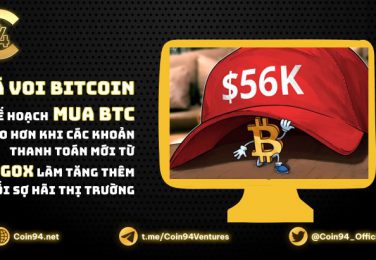 94
VOI BITCOIN
HOẠCH MUA BTC
HƠN KHI CÁC KHOẢN
THANH TOÁN MỚI TỪ
GOX LÀM TĂNG THÊM
SỢ HÃI THỊ TRƯỜNG
$56K
Coin94.net
t.me/Coin94Ventures
@Coin94_Offic